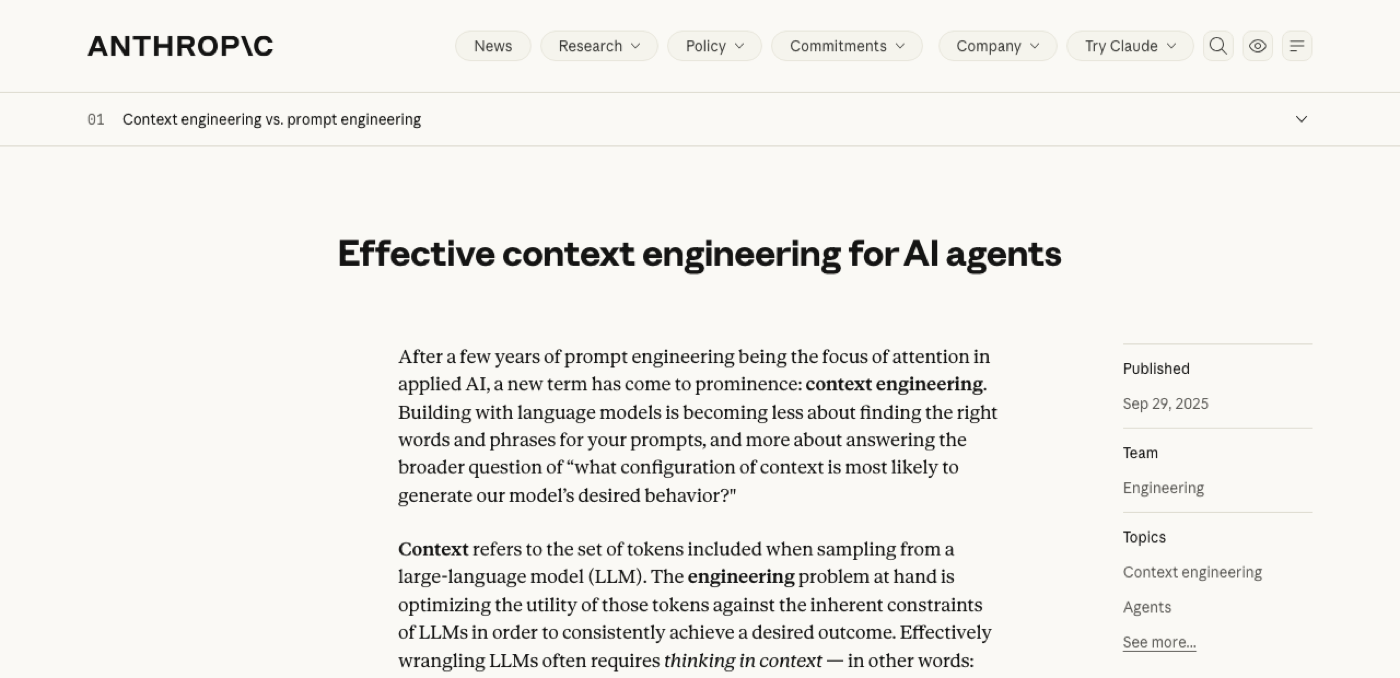 ANTHROP\C
News
Research
Policy
Commitments
Company
Try Claude
01 Context engineering vs. prompt engineering
Effective context engineering for AI agents
After a few years of prompt engineering being the focus of attention in
applied AI, a new term has come to prominence: context engineering.
Building with language models is becoming less about finding the right
words and phrases for your prompts, and more about answering the
broader question of “what configuration of context is most likely to
generate our model’s desired behavior?"
Context refers to the set of tokens included when sampling from a
large-language model (LLM). The engineering problem at hand is
optimizing the utility of those tokens against the inherent constraints
of LLMs in order to consistently achieve a desired outcome. Effectively
wrangling LLMs often requires thinking in context — in other words:
Published
Sep 29, 2025
Team
Engineering
Topics
Context engineering
Agents
See more...